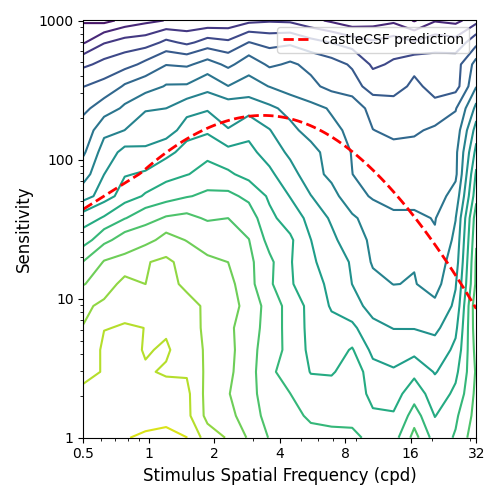 castleCSF prediction
1000
100
10
1
Sensitivity
0.5 1 2 4 8 16 32
Stimulus Spatial Frequency (cpd)